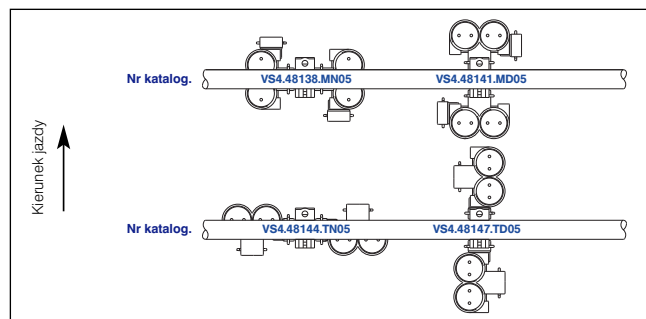 Nr katalog. VS4.48138.MN05 VS4.48141.MD05
Kierunek jazdy
Nr katalog. VS4.48144.TN05 VS4.48147.TD05